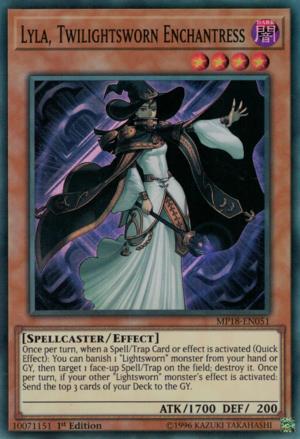 LYLA, TWILIGHTSWORN ENCHANTRESS
DARK
闇
MP18-EN051
[SPELLCASTER/EFFECT]
Once per turn, when a Spell/Trap Card or effect is activated (Quick
Effect): You can banish 1 "Lightsworn" monster from your hand or
GY, then target 1 face-up Spell/Trap on the field; destroy it. Once
per turn, if your other "Lightsworn" monster's effect is activated:
Send the top 3 cards of your Deck to the GY.
ATK/1700 DEF/ 200
10071151 1st Edition ©1996 KAZUKI TAKAHASHI